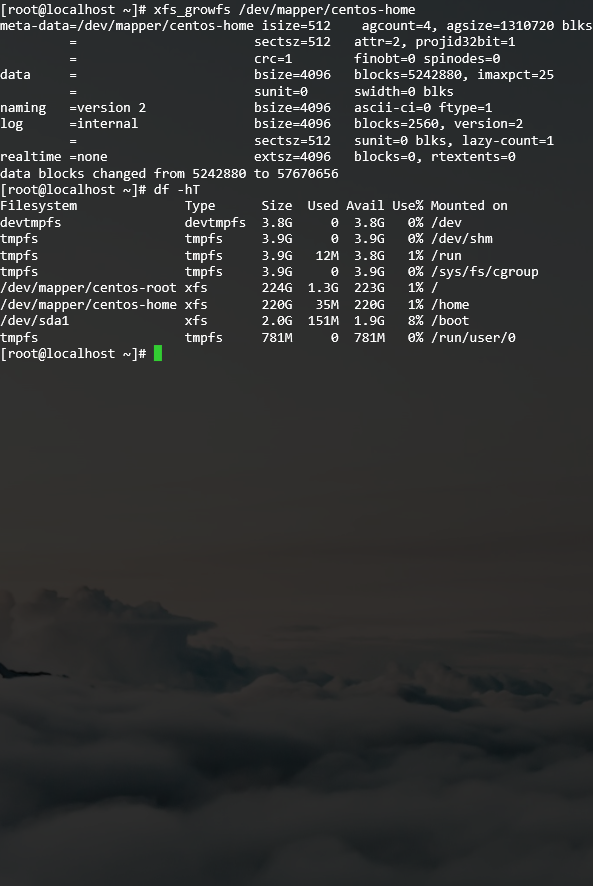 [root@localhost ~]# xfs_growfs /dev/mapper/centos-home
meta-data=/dev/mapper/centos-home isize=512    agcount=4, agsize=1310720 blks
         =                       sectsz=512   attr=2, projid32bit=1
         =                       crc=1        finobt=0 spinodes=0
data     =                       bsize=4096   blocks=5242880, imaxpct=25
         =                       sunit=0      swidth=0 blks
naming   =version 2              bsize=4096   ascii-ci=0 ftype=1
log      =internal               bsize=4096   blocks=2560, version=2
         =                       sectsz=512   sunit=0 blks, lazy-count=1
realtime =none                   extsz=4096   blocks=0, rtextents=0
data blocks changed from 5242880 to 57670656
[root@localhost ~]# df -hT
Filesystem              Type      Size  Used Avail Use% Mounted on
devtmpfs                devtmpfs  3.8G     0  3.8G   0% /dev
tmpfs                   tmpfs     3.9G     0  3.9G   0% /dev/shm
tmpfs                   tmpfs     3.9G   12M  3.8G   1% /run
tmpfs                   tmpfs     3.9G     0  3.9G   0% /sys/fs/cgroup
/dev/mapper/centos-root xfs       224G  1.3G  223G   1% /
/dev/mapper/centos-home xfs       220G   35M  220G   1% /home
/dev/sda1               xfs       2.0G  151M  1.9G   8% /boot
tmpfs                   tmpfs     781M     0  781M   0% /run/user/0
[root@localhost ~]#